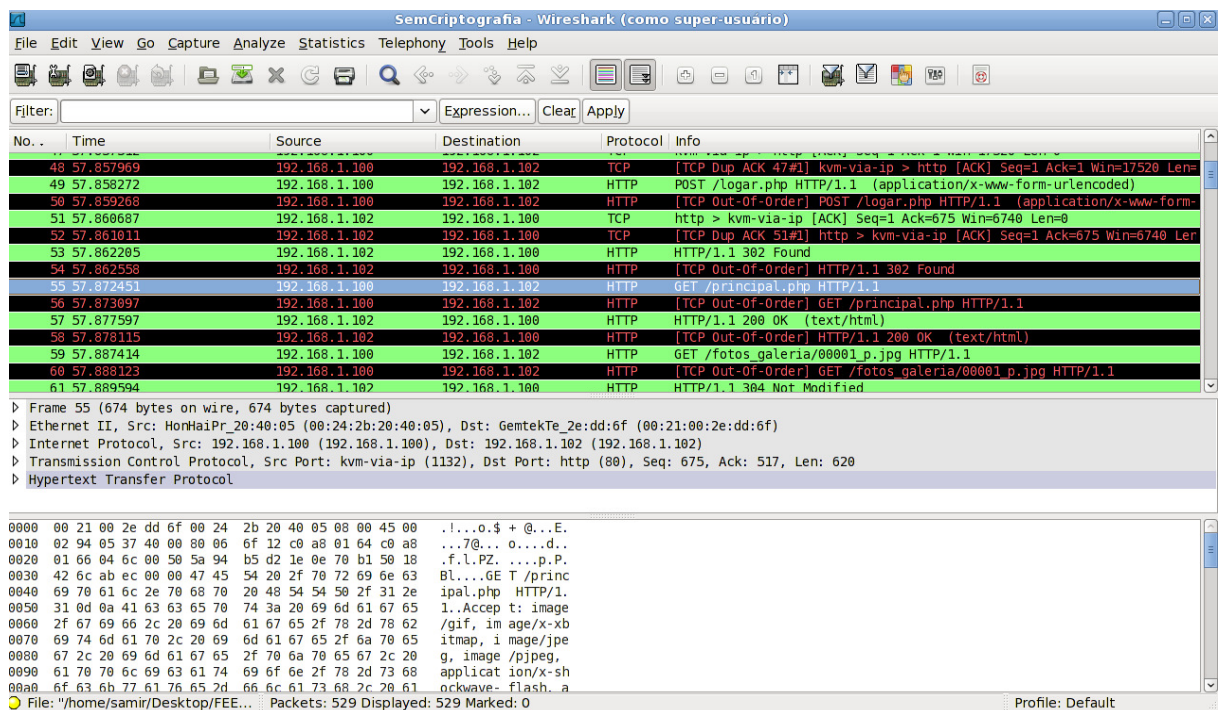 SemCriptografia - Wireshark (como super-usuário)
File Edit View Go Capture Analyze Statistics Telephony Tools Help
Filter: Expression... Clear Apply
No. . Time Source Destination Protocol Info
48 57.857969 192.168.1.100 192.168.1.102 TCP [TCP Dup ACK 47#1] kvm-via-ip > http [ACK] Seq=1 Ack=1 Win=17520 Len=
49 57.858272 192.168.1.100 192.168.1.102 HTTP POST /logar.php HTTP/1.1 (application/x-www-form-urlencoded)
50 57.859268 192.168.1.100 192.168.1.102 HTTP [TCP Out-Of-Order] POST /logar.php HTTP/1.1 (application/x-www-form-
51 57.860687 192.168.1.102 192.168.1.100 TCP http > kvm-via-ip [ACK] Seq=1 Ack=675 Win=6740 Len=0
52 57.861011 192.168.1.102 192.168.1.100 TCP [TCP Dup ACK 51#1] http > kvm-via-ip [ACK] Seq=1 Ack=675 Win=6740 Ler
53 57.862205 192.168.1.102 192.168.1.100 HTTP HTTP/1.1 302 Found
54 57.862558 192.168.1.102 192.168.1.100 HTTP [TCP Out-Of-Order] HTTP/1.1 302 Found
55 57.872451 192.168.1.100 192.168.1.102 HTTP GET /principal.php HTTP/1.1
56 57.873097 192.168.1.100 192.168.1.102 HTTP [TCP Out-Of-Order] GET /principal.php HTTP/1.1
57 57.877597 192.168.1.102 192.168.1.100 HTTP HTTP/1.1 200 OK (text/html)
58 57.878115 192.168.1.102 192.168.1.100 HTTP [TCP Out-Of-Order] HTTP/1.1 200 OK (text/html)
59 57.887414 192.168.1.100 192.168.1.102 HTTP GET /fotos_galeria/00001_p.jpg HTTP/1.1
60 57.888123 192.168.1.100 192.168.1.102 HTTP [TCP Out-Of-Order] GET /fotos_galeria/00001_p.jpg HTTP/1.1
61 57.889594 192.168.1.102 192.168.1.100 HTTP HTTP/1.1 304 Not Modified
Frame 55 (674 bytes on wire, 674 bytes captured)
Ethernet II, Src: HonHaiPr_20:40:05 (00:24:2b:20:40:05), Dst: GemtekTe_2e:dd:6f (00:21:00:2e:dd:6f)
Internet Protocol, Src: 192.168.1.100 (192.168.1.100), Dst: 192.168.1.102 (192.168.1.102)
Transmission Control Protocol, Src Port: kvm-via-ip (1132), Dst Port: http (80), Seq: 675, Ack: 517, Len: 620
Hypertext Transfer Protocol
0000 00 21 00 2e dd 6f 00 24 2b 20 40 05 08 00 45 00 .!...o.$ + @...E.
0010 02 94 05 37 40 00 80 06 6f 12 c0 a8 01 64 c0 a8 ...7@... o....d..
0020 01 66 04 6c 00 50 5a 94 b5 d2 1e 0e 70 b1 50 18 .f.l.PZ. ....p.P.
0030 42 6c ab ec 00 00 47 45 54 20 2f 70 72 69 6e 63 Bl....GE T /princ
0040 69 70 61 6c 2e 70 68 70 20 48 54 54 50 2f 31 2e ipal.php HTTP/1.
0050 31 0d 0a 41 63 63 65 70 74 3a 20 69 6d 61 67 65 1..Accep t: image
0060 2f 67 69 66 2c 20 69 6d 61 67 65 2f 78 2d 78 62 /gif, im age/x-xb
0070 69 74 6d 61 70 2c 20 69 6d 61 67 65 2f 6a 70 65 itmap, i mage/jpe
0080 67 2c 20 69 6d 61 67 65 2f 70 6a 70 65 67 2c 20 g, image /pjpeg,
0090 61 70 70 6c 69 63 61 74 69 6f 6e 2f 78 2d 73 68 applicat ion/x-sh
00a0 6f 63 6b 77 61 76 65 2d 66 6c 61 73 68 2c 20 61 ockwave- flash, a
File: "/home/samir/Desktop/FEE... Packets: 529 Displayed: 529 Marked: 0 Profile: Default